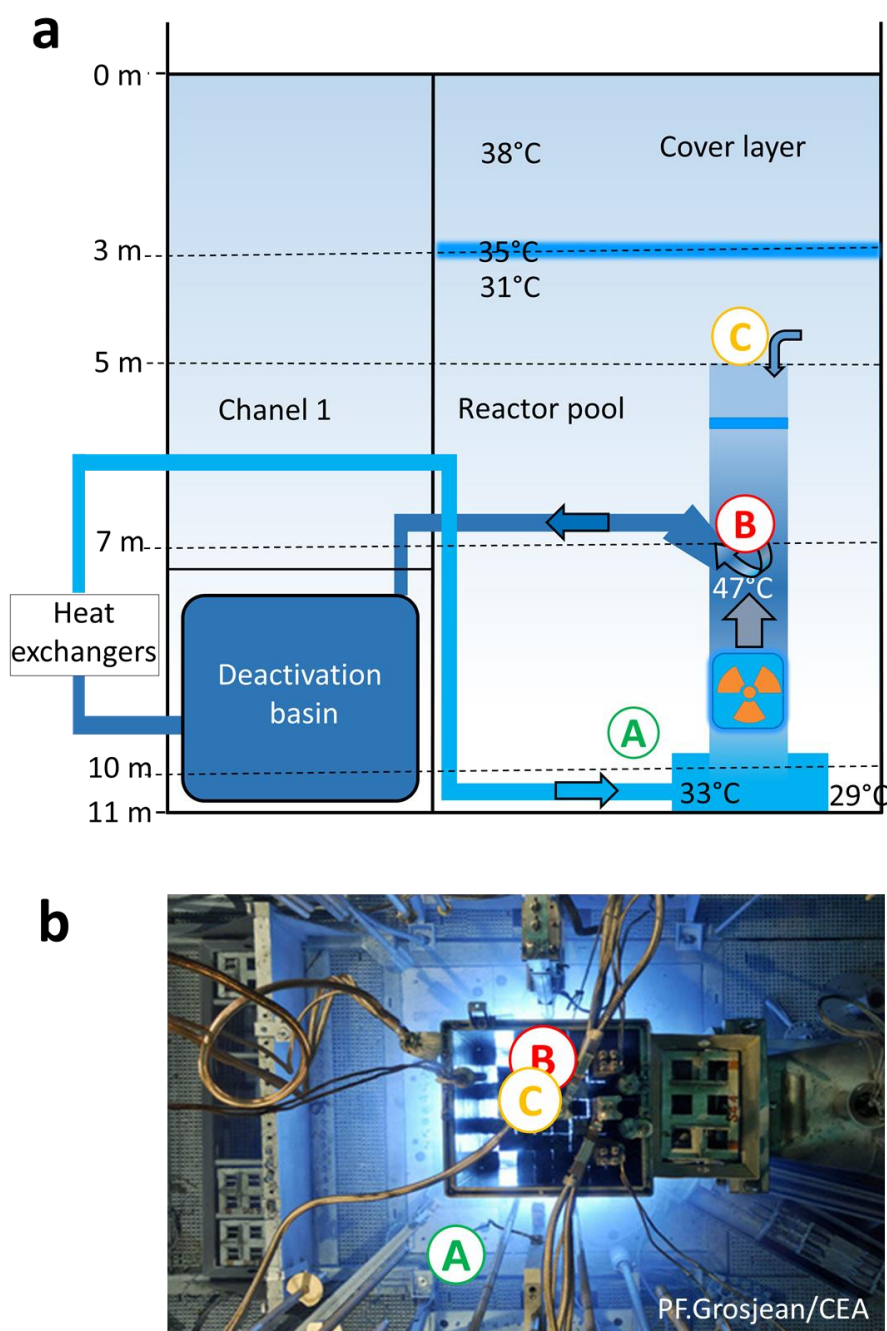 a
0 m
38°C
Cover layer
3 m
35°C
31°C
C
5 m
Chanel 1
Reactor pool
B
7 m
47°C
Heat
exchangers
Deactivation
basin
A
10 m
33°C
29°C
11 m
b
B
C
A
PF.Grosjean/CEA